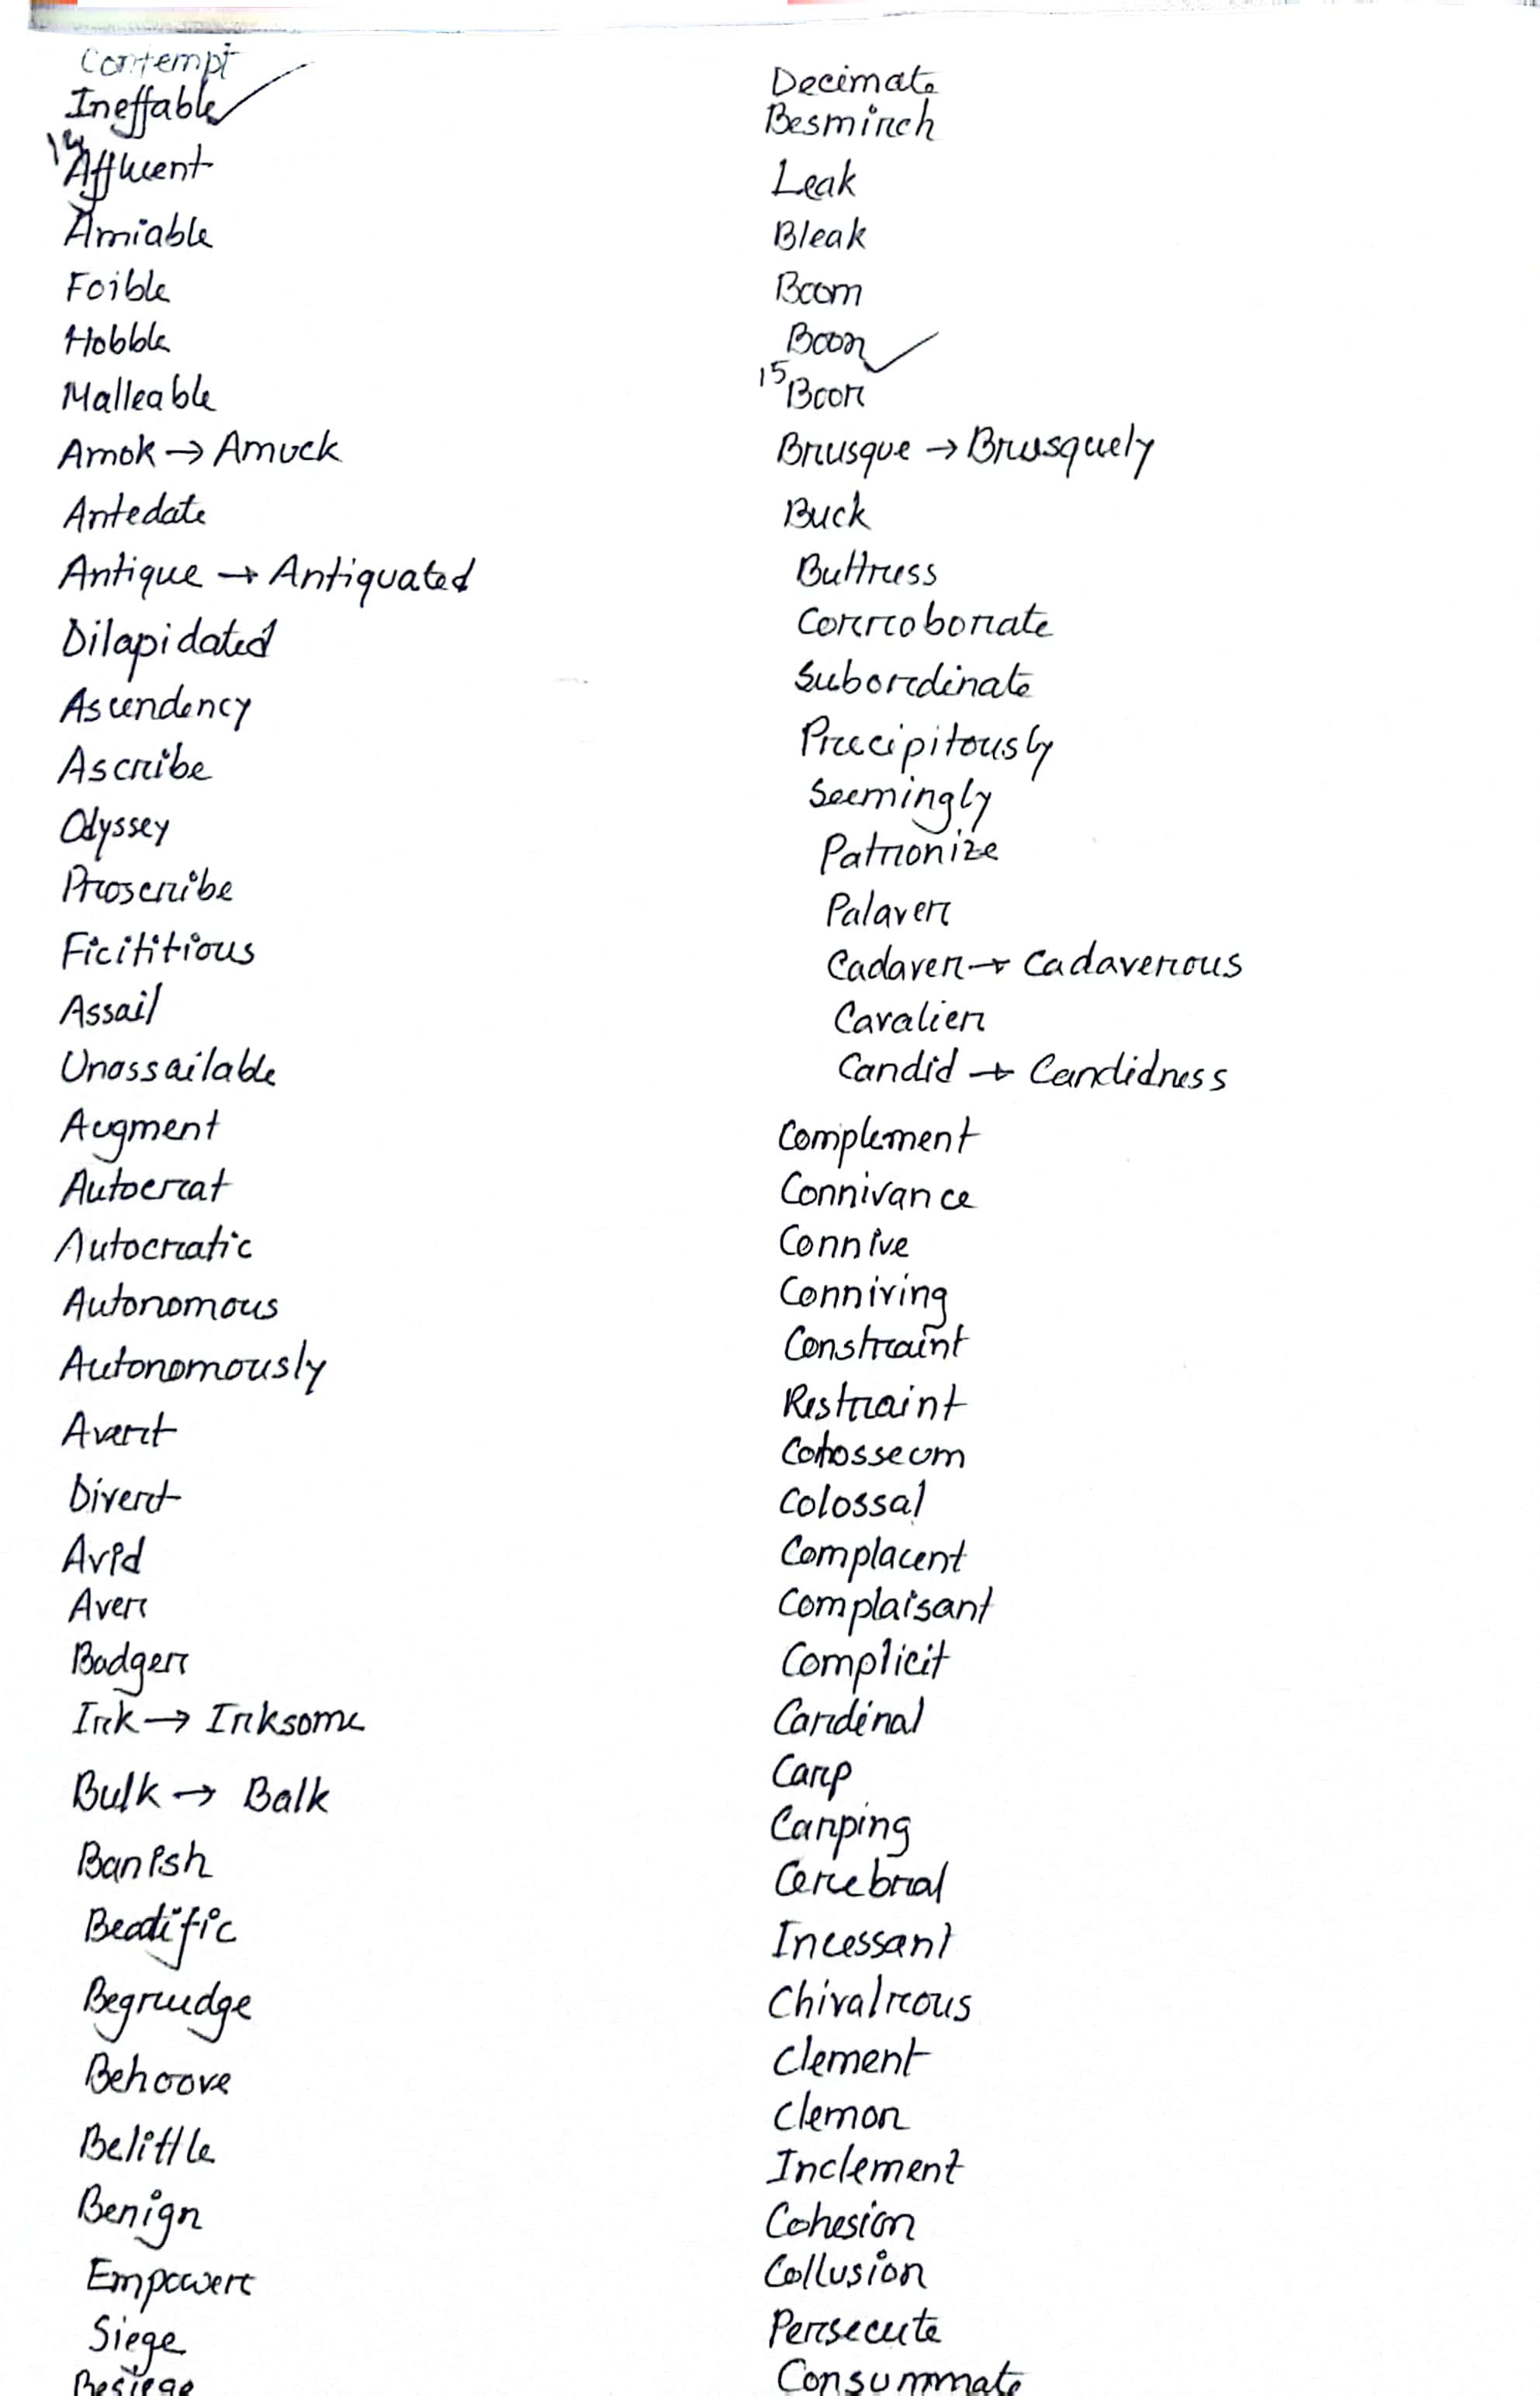 Contempt
Ineffable
14 Affluent
Amiable
Foible
Hobble
Malleable
Amok → Amuck
Antedate
Antique → Antiquated
Dilapidated
Ascendency
Ascribe
Odyssey
Proscribe
Ficititious
Assail
Unassailable
Augment
Autocrat
Autocratic
Autonomous
Autonomously
Avert
Divert
Avid
Aver
Badger
Irk → Irksome
Bulk → Balk
Banish
Beatific
Begrudge
Behoove
Belittle
Benign
Empower
Siege
Besiege
Decimate
Besmirch
Leak
Bleak
Boom
Boon
15 Boor
Brusque → Brusquely
Buck
Buttress
Corroborate
Subordinate
Precipitously
Seemingly
Patronize
Palaver
Cadaver → Cadaverous
Cavalier
Candid → Candidness
Complement
Connivance
Connive
Conniving
Constraint
Restraint
Colosseum
Colossal
Complacent
Complaisant
Complicit
Cardinal
Carp
Carping
Cerebral
Incessant
Chivalrous
Clement
Clemon
Inclement
Cohesion
Collusion
Persecute
Consummate